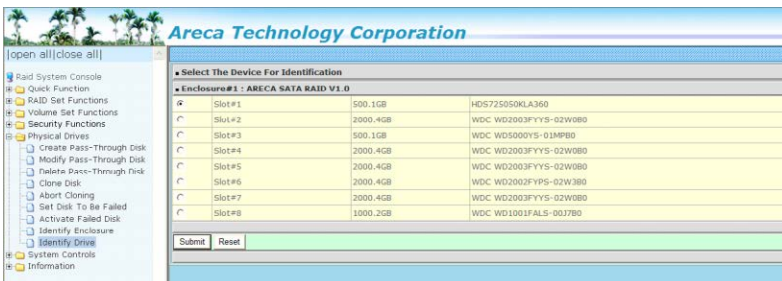 Areca Technology Corporation
|open all|close all|
Raid System Console
Quick Function
RAID Set Functions
Volume Set Functions
Security Functions
Physical Drives
Create Pass-Through Disk
Modify Pass-Through Disk
Delete Pass-Through Disk
Clone Disk
Abort Cloning
Set Disk To Be Failed
Activate Failed Disk
Identify Enclosure
Identify Drive
System Controls
Information
Select The Device For Identification
Enclosure#1 : ARECA SATA RAID V1.0
Slot#1 500.1GB HDS725050KLA360
Slot#2 2000.4GB WDC WD2003FYYS-02W0B0
Slot#3 500.1GB WDC WD5000YS-01MPB0
Slot#4 2000.4GB WDC WD2003FYYS-02W0B0
Slot#5 2000.4GB WDC WD2003FYYS-02W0B0
Slot#6 2000.4GB WDC WD2002FYPS-02W3B0
Slot#7 2000.4GB WDC WD2003FYYS-02W0B0
Slot#8 1000.2GB WDC WD1001FALS-00J7B0
Submit Reset